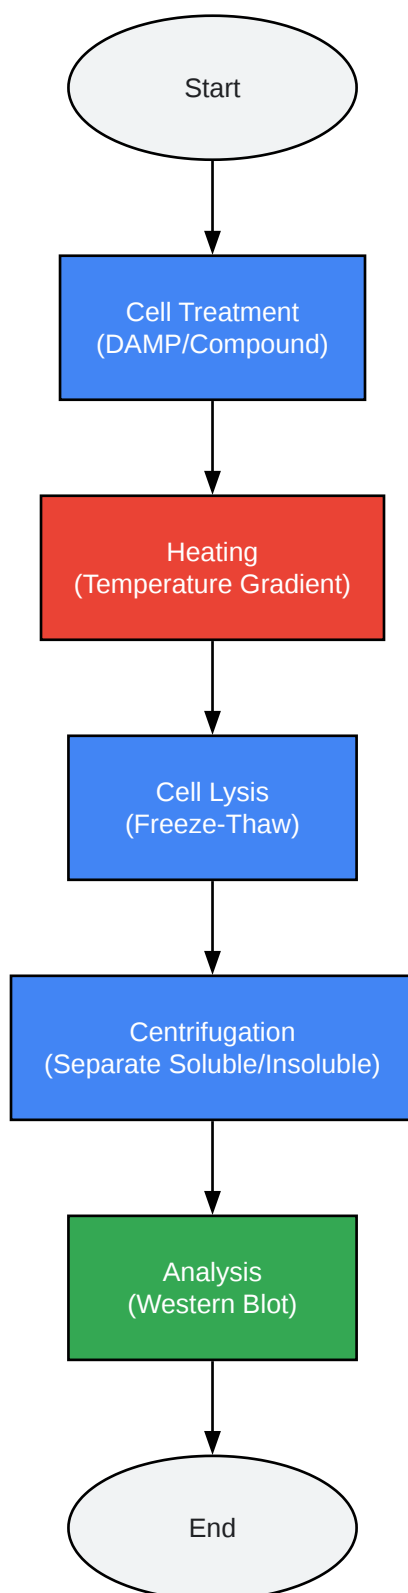 Start
Cell Treatment
(DAMP/Compound)
Heating
(Temperature Gradient)
Cell Lysis
(Freeze-Thaw)
Centrifugation
(Separate Soluble/Insoluble)
Analysis
(Western Blot)
End